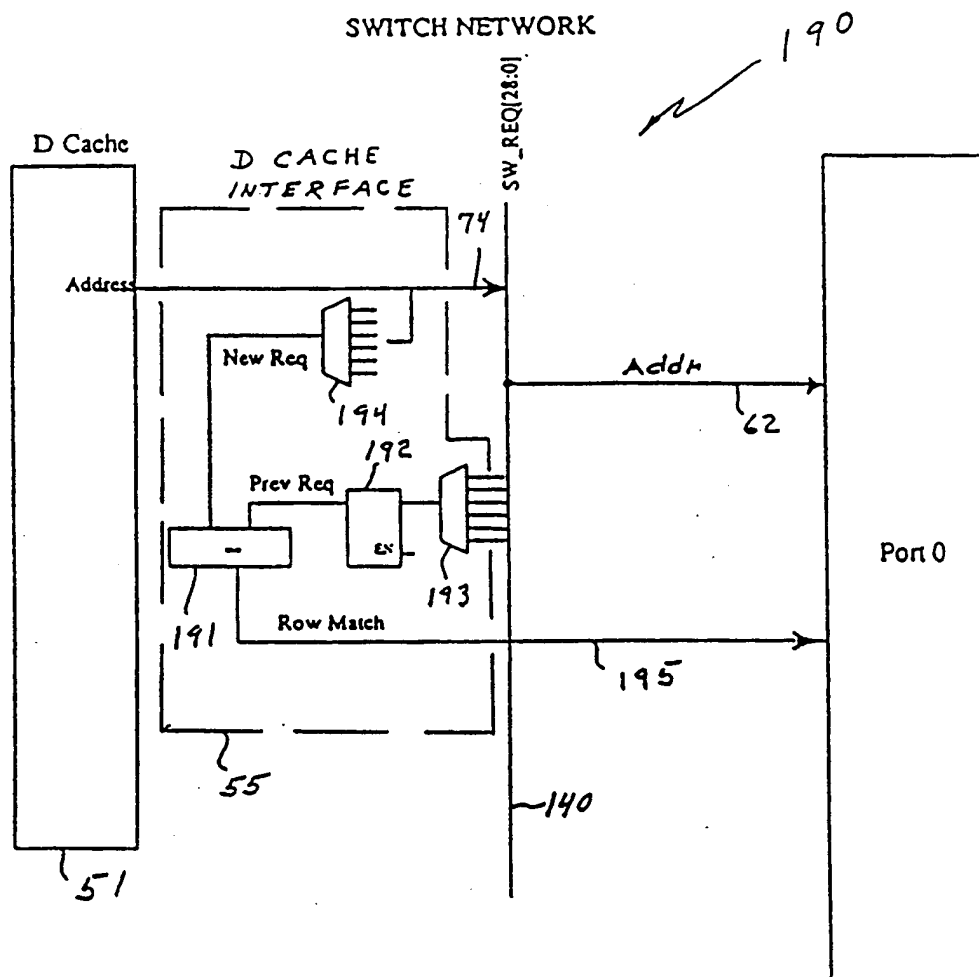 SWITCH NETWORK
190
SW_REQ[28:0]
D Cache
D CACHE
INTERFACE
74
Address
New Req
194
Addr
62
192
Prev Req
EN
193
Port 0
191
Row Match
195
55
140
51